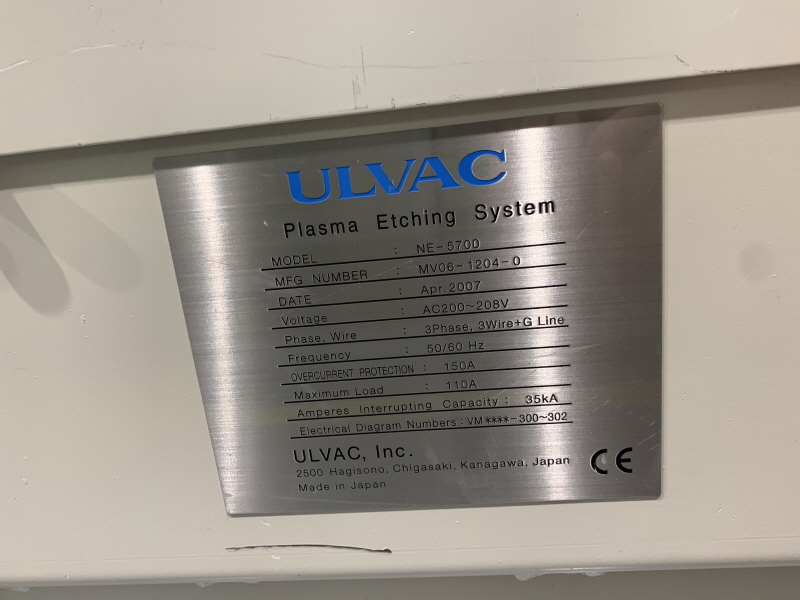 ULVAC
Plasma Etching System
MODEL : NE-5700
MFG NUMBER : MV06-1204-0
DATE : Apr.2007
Voltage : AC200~208V
Phase, Wire : 3Phase, 3Wire+G Line
Frequency : 50/60 Hz
OVERCURRENT PROTECTION : 150A
Maximum Load : 110A
Amperes Interrupting Capacity : 35kA
Electrical Diagram Numbers : VM****-300~302
ULVAC, Inc.
2500 Hagisono, Chigasaki, Kanagawa, Japan
Made in Japan
CE